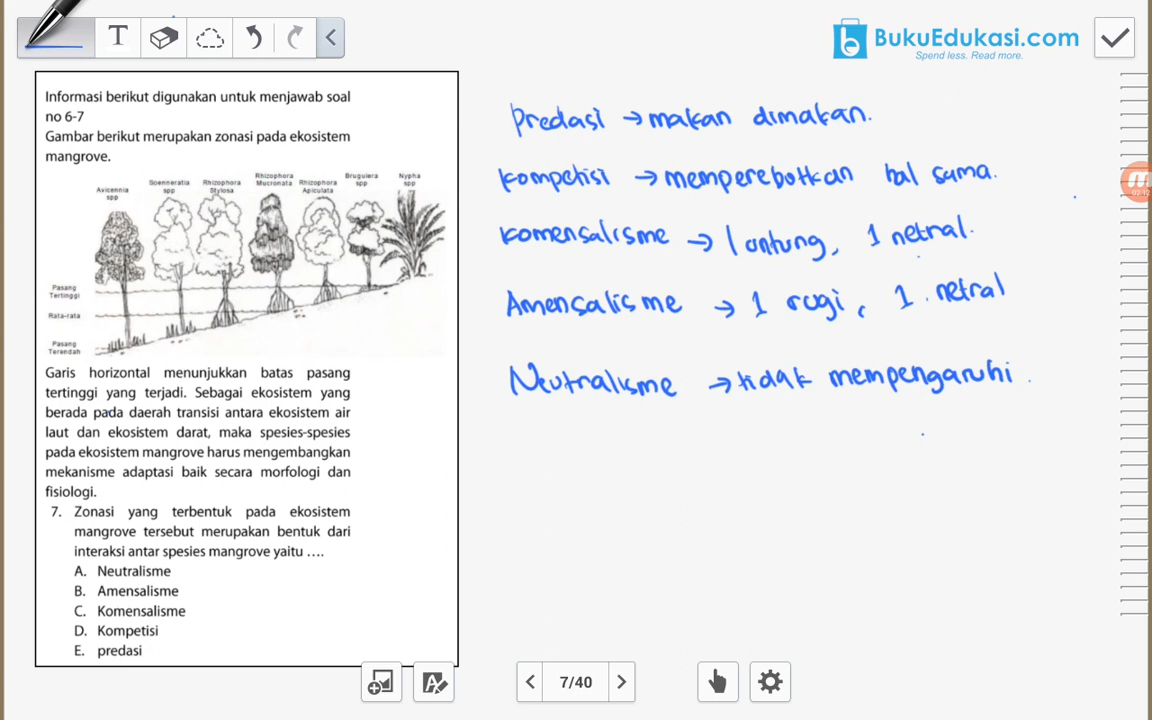 T
BukuEdukasi.com
Spend less. Read more.
Informasi berikut digunakan untuk menjawab soal
no 6-7
Gambar berikut merupakan zonasi pada ekosistem
mangrove.
Avicennia
spp
Soenneratia
spp
Rhizophora
Stylosa
Rhizophora
Mucronata
Rhizophora
Apiculata
Bruguiera
spp
Nypha
spp
Pasang
Tertinggi
Rata-rata
Pasang
Terendah
Garis horizontal menunjukkan batas pasang
tertinggi yang terjadi. Sebagai ekosistem yang
berada pada daerah transisi antara ekosistem air
laut dan ekosistem darat, maka spesies-spesies
pada ekosistem mangrove harus mengembangkan
mekanisme adaptasi baik secara morfologi dan
fisiologi.
7. Zonasi yang terbentuk pada ekosistem
mangrove tersebut merupakan bentuk dari
interaksi antar spesies mangrove yaitu ....
A. Neutralisme
B. Amensalisme
C. Komensalisme
D. Kompetisi
E. predasi
Predasi → makan dimakan.
Kompetisi → memperebutkan hal sama.
Komensalisme → 1 untung, 1 netral.
Amensalisme → 1 rugi, 1 netral
Neutralisme → tidak mempengaruhi.
7/40